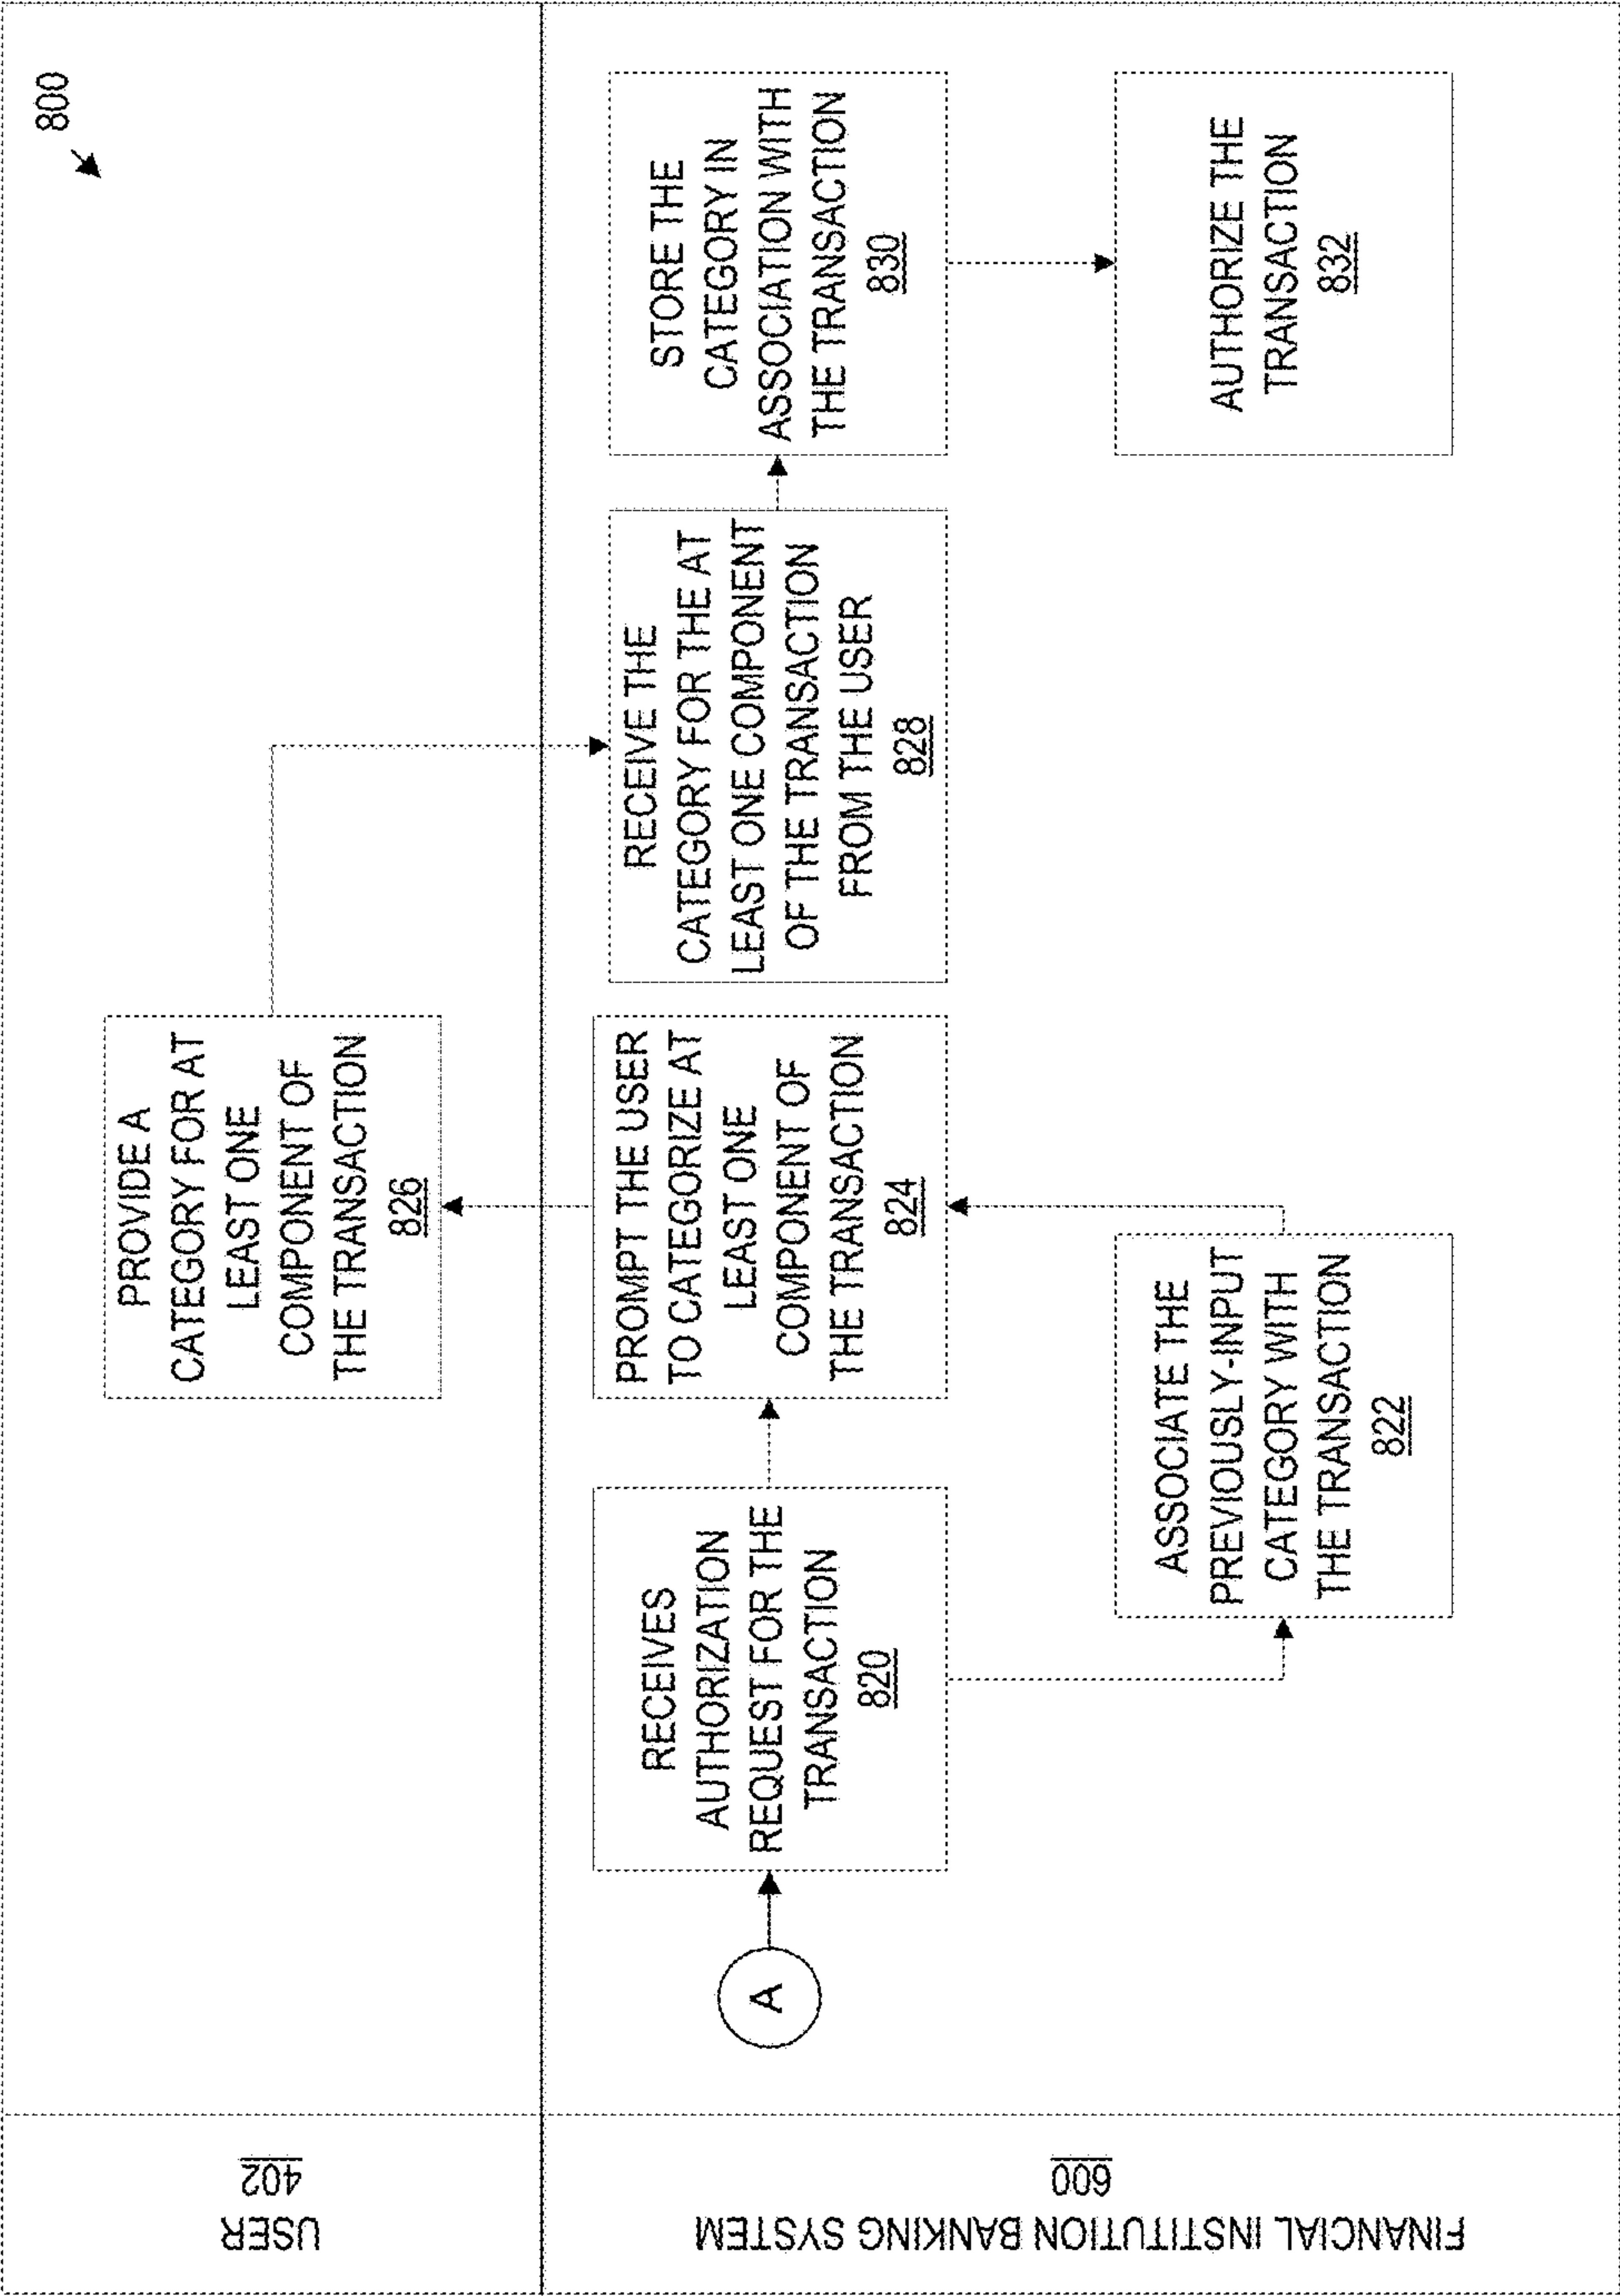 800
USER
402
PROVIDE A
CATEGORY FOR AT
LEAST ONE
COMPONENT OF
THE TRANSACTION
826
FINANCIAL INSTITUTION BANKING SYSTEM
600
A
RECEIVES
AUTHORIZATION
REQUEST FOR THE
TRANSACTION
820
PROMPT THE USER
TO CATEGORIZE AT
LEAST ONE
COMPONENT OF
THE TRANSACTION
824
RECEIVE THE
CATEGORY FOR THE AT
LEAST ONE COMPONENT
OF THE TRANSACTION
FROM THE USER
828
STORE THE
CATEGORY IN
ASSOCIATION WITH
THE TRANSACTION
830
ASSOCIATE THE
PREVIOUSLY-INPUT
CATEGORY WITH
THE TRANSACTION
822
AUTHORIZE THE
TRANSACTION
832